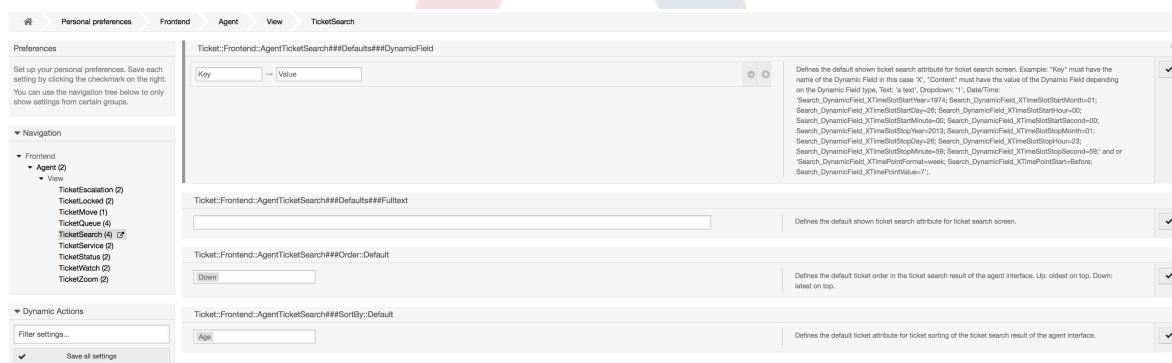 Personal preferences Frontend Agent View TicketSearch
Preferences
Set up your personal preferences. Save each
setting by clicking the checkmark on the right.
You can use the navigation tree below to only
show settings from certain groups.
Navigation
Frontend
Agent (2)
View
TicketEscalation (2)
TicketLocked (2)
TicketMove (1)
TicketQueue (4)
TicketSearch (4)
TicketService (2)
TicketStatus (2)
TicketWatch (2)
TicketZoom (2)
Dynamic Actions
Filter settings...
Save all settings
Ticket::Frontend::AgentTicketSearch###Defaults###DynamicField
Key → Value
Defines the default shown ticket search attribute for ticket search screen. Example: "Key" must have the
name of the Dynamic Field in this case 'X', "Content" must have the value of the Dynamic Field depending
on the Dynamic Field type, Text: 'a text', Dropdown: '1', Date/Time:
'Search_DynamicField_XTimeSlotStartYear=1974; Search_DynamicField_XTimeSlotStartMonth=01;
Search_DynamicField_XTimeSlotStartDay=26; Search_DynamicField_XTimeSlotStartHour=00;
Search_DynamicField_XTimeSlotStartMinute=00; Search_DynamicField_XTimeSlotStartSecond=00;
Search_DynamicField_XTimeSlotStopYear=2013; Search_DynamicField_XTimeSlotStopMonth=01;
Search_DynamicField_XTimeSlotStopDay=26; Search_DynamicField_XTimeSlotStopHour=23;
Search_DynamicField_XTimeSlotStopMinute=59; Search_DynamicField_XTimeSlotStopSecond=59;' and or
'Search_DynamicField_XTimePointFormat=week; Search_DynamicField_XTimePointStart=Before;
Search_DynamicField_XTimePointValue=7';.
Ticket::Frontend::AgentTicketSearch###Defaults###Fulltext
Defines the default shown ticket search attribute for ticket search screen.
Ticket::Frontend::AgentTicketSearch###Order::Default
Down
Defines the default ticket order in the ticket search result of the agent interface. Up: oldest on top. Down:
latest on top.
Ticket::Frontend::AgentTicketSearch###SortBy::Default
Age
Defines the default ticket attribute for ticket sorting of the ticket search result of the agent interface.